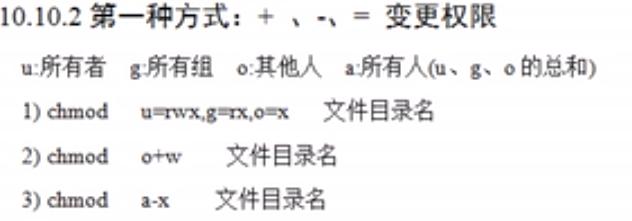 10.10.2 第一种方式：+ 、-、= 变更权限
u:所有者 g:所有组 o:其他人 a:所有人(u、g、o 的总和)
1) chmod u=rwx,g=rx,o=x 文件目录名
2) chmod o+w 文件目录名
3) chmod a-x 文件目录名